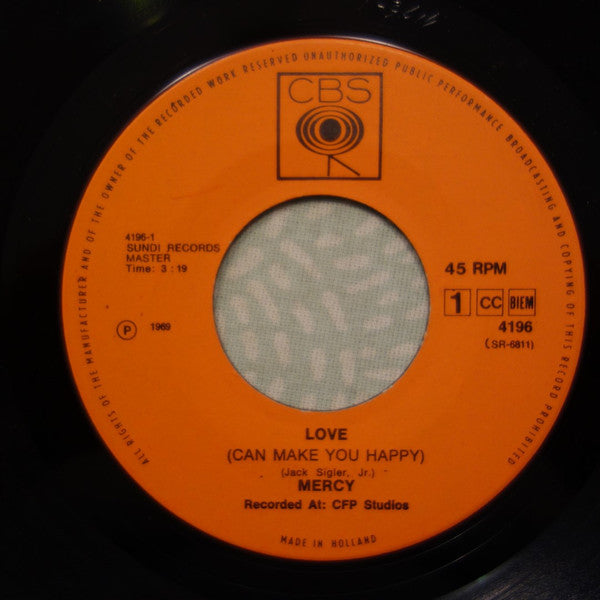 ALL RIGHTS OF THE MANUFACTURER AND OF THE OWNER OF THE RECORDED WORK RESERVED UNAUTHORIZED PUBLIC PERFORMANCE BROADCASTING AND COPYING OF THIS RECORD PROHIBITED
CBS
4196-1
SUNDI RECORDS
MASTER
Time: 3:19
Ⓟ 1969
45 RPM
1 CC BIEM
4196
(SR-6811)
LOVE
(CAN MAKE YOU HAPPY)
(Jack Sigler, Jr.)
MERCY
Recorded At: CFP Studios
MADE IN HOLLAND